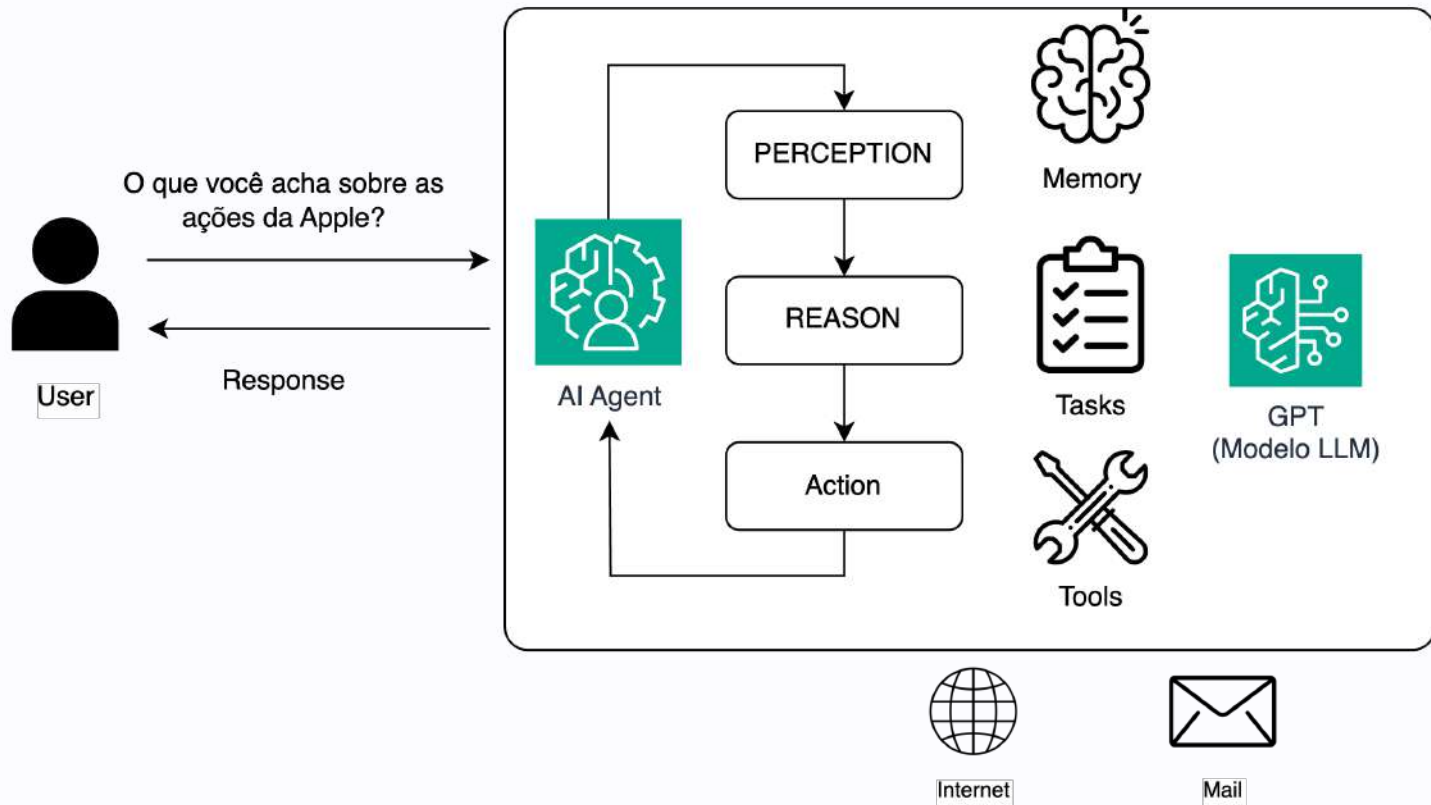 O que você acha sobre as
ações da Apple?
Response
User
AI Agent
PERCEPTION
REASON
Action
Memory
Tasks
Tools
GPT
(Modelo LLM)
Internet
Mail